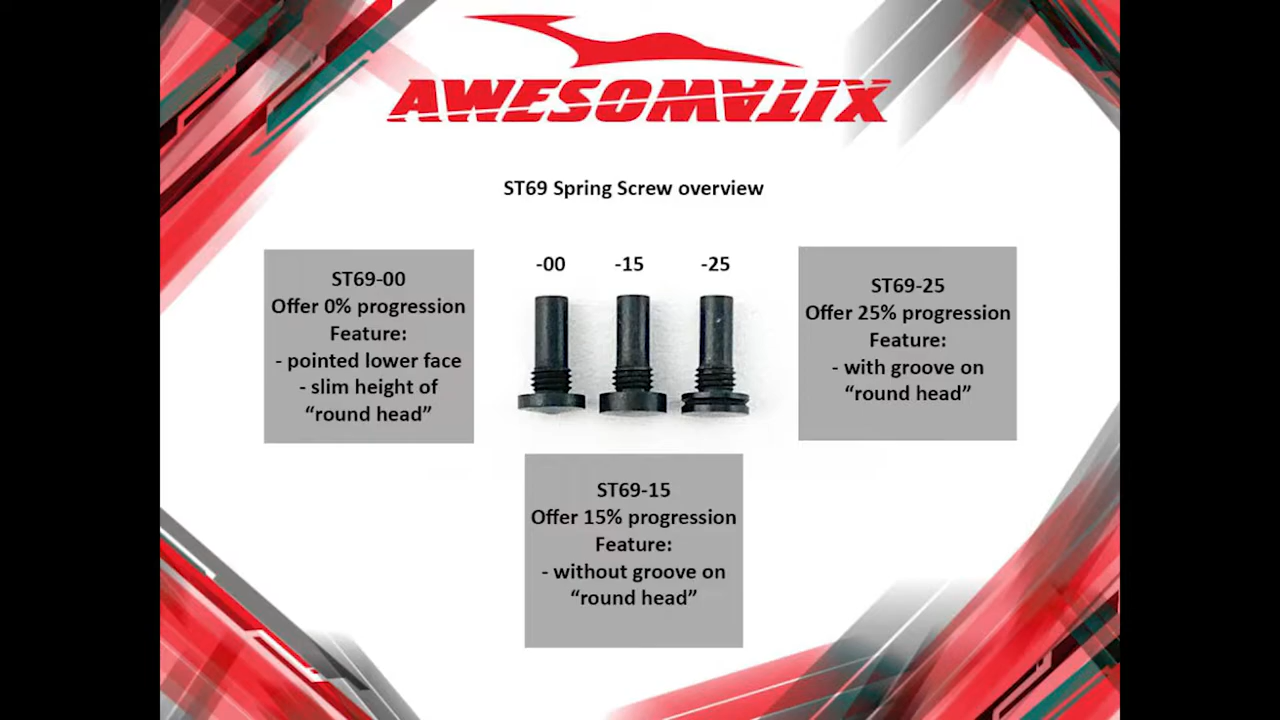 AWESOMATIX
ST69 Spring Screw overview
-00 -15 -25
ST69-00
Offer 0% progression
Feature:
- pointed lower face
- slim height of
“round head”
ST69-25
Offer 25% progression
Feature:
- with groove on
“round head”
ST69-15
Offer 15% progression
Feature:
- without groove on
“round head”